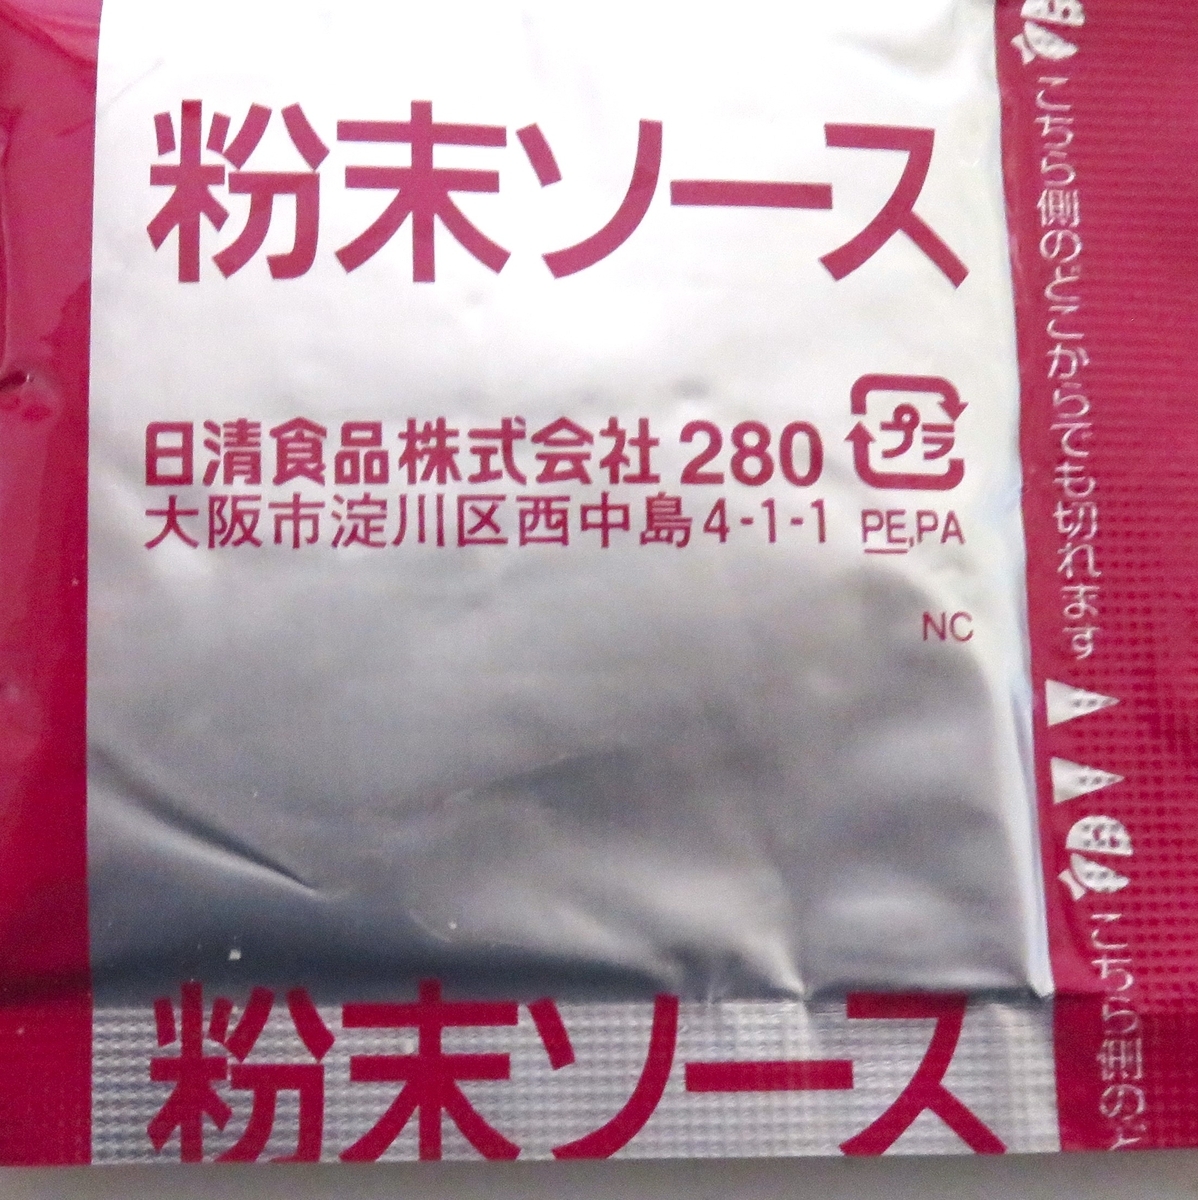 粉末ソース
日清食品株式会社 280
大阪市淀川区西中島4-1-1
プラ
PE,PA
NC
こちら側のどこからでも切れます
粉末ソース
こちら側の